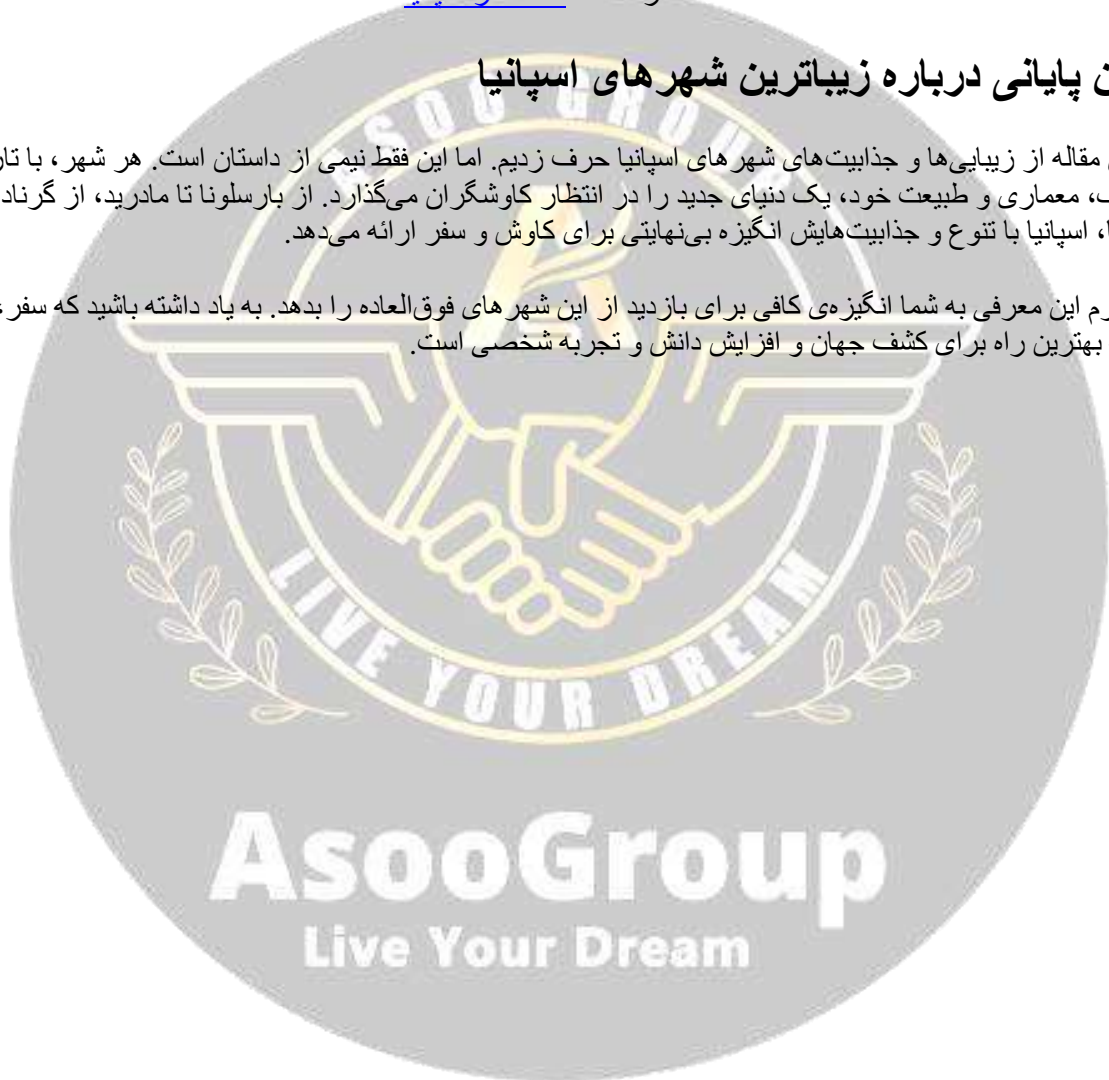 پایانی درباره زیباترین شهرهای اسپانیا
مقاله از زیبایی‌ها و جذابیت‌های شهرهای اسپانیا حرف زدیم. اما این فقط نیمی از داستان است. هر شهر، با
معماری و طبیعت خود، یک دنیای جدید را در انتظار کاوشگران می‌گذارد. از بارسلونا تا مادرید، از گرناد
اسپانیا با تنوع و جذابیت‌هایش انگیزه بی‌نهایتی برای کاوش و سفر ارائه می‌دهد.
این معرفی به شما انگیزه‌ی کافی برای بازدید از این شهرهای فوق‌العاده را بدهد. به یاد داشته باشید که سفر،
بهترین راه برای کشف جهان و افزایش دانش و تجربه شخصی است.
ASOO GROUP
LIVE YOUR DREAM
AsooGroup
Live Your Dream